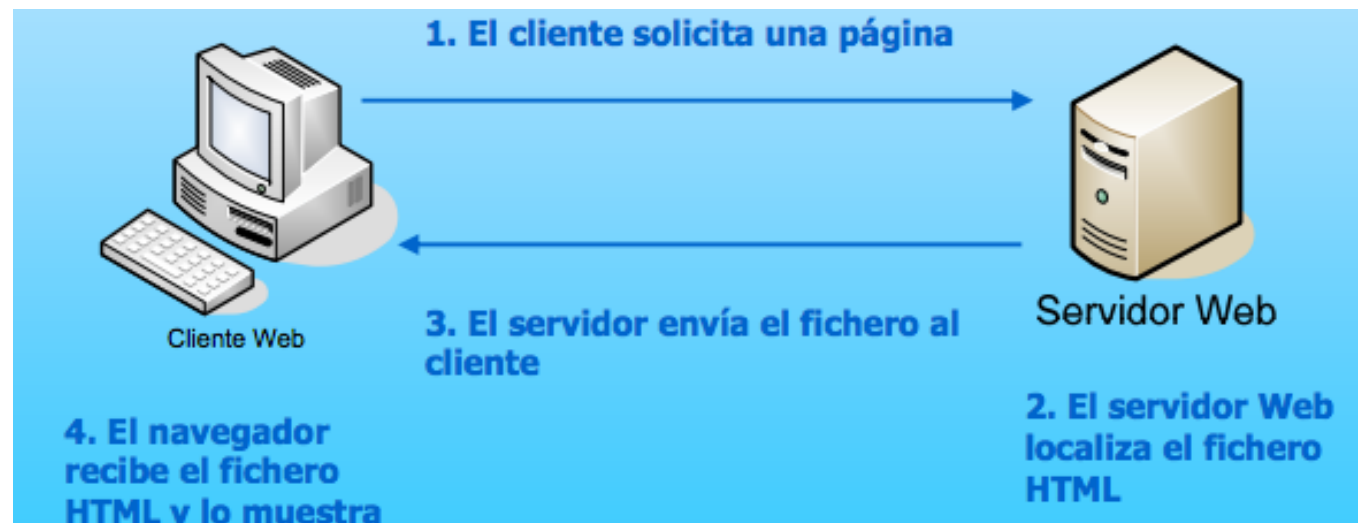 1. El cliente solicita una página
Cliente Web
Servidor Web
3. El servidor envía el fichero al
cliente
2. El servidor Web
localiza el fichero
HTML
4. El navegador
recibe el fichero
HTML y lo muestra